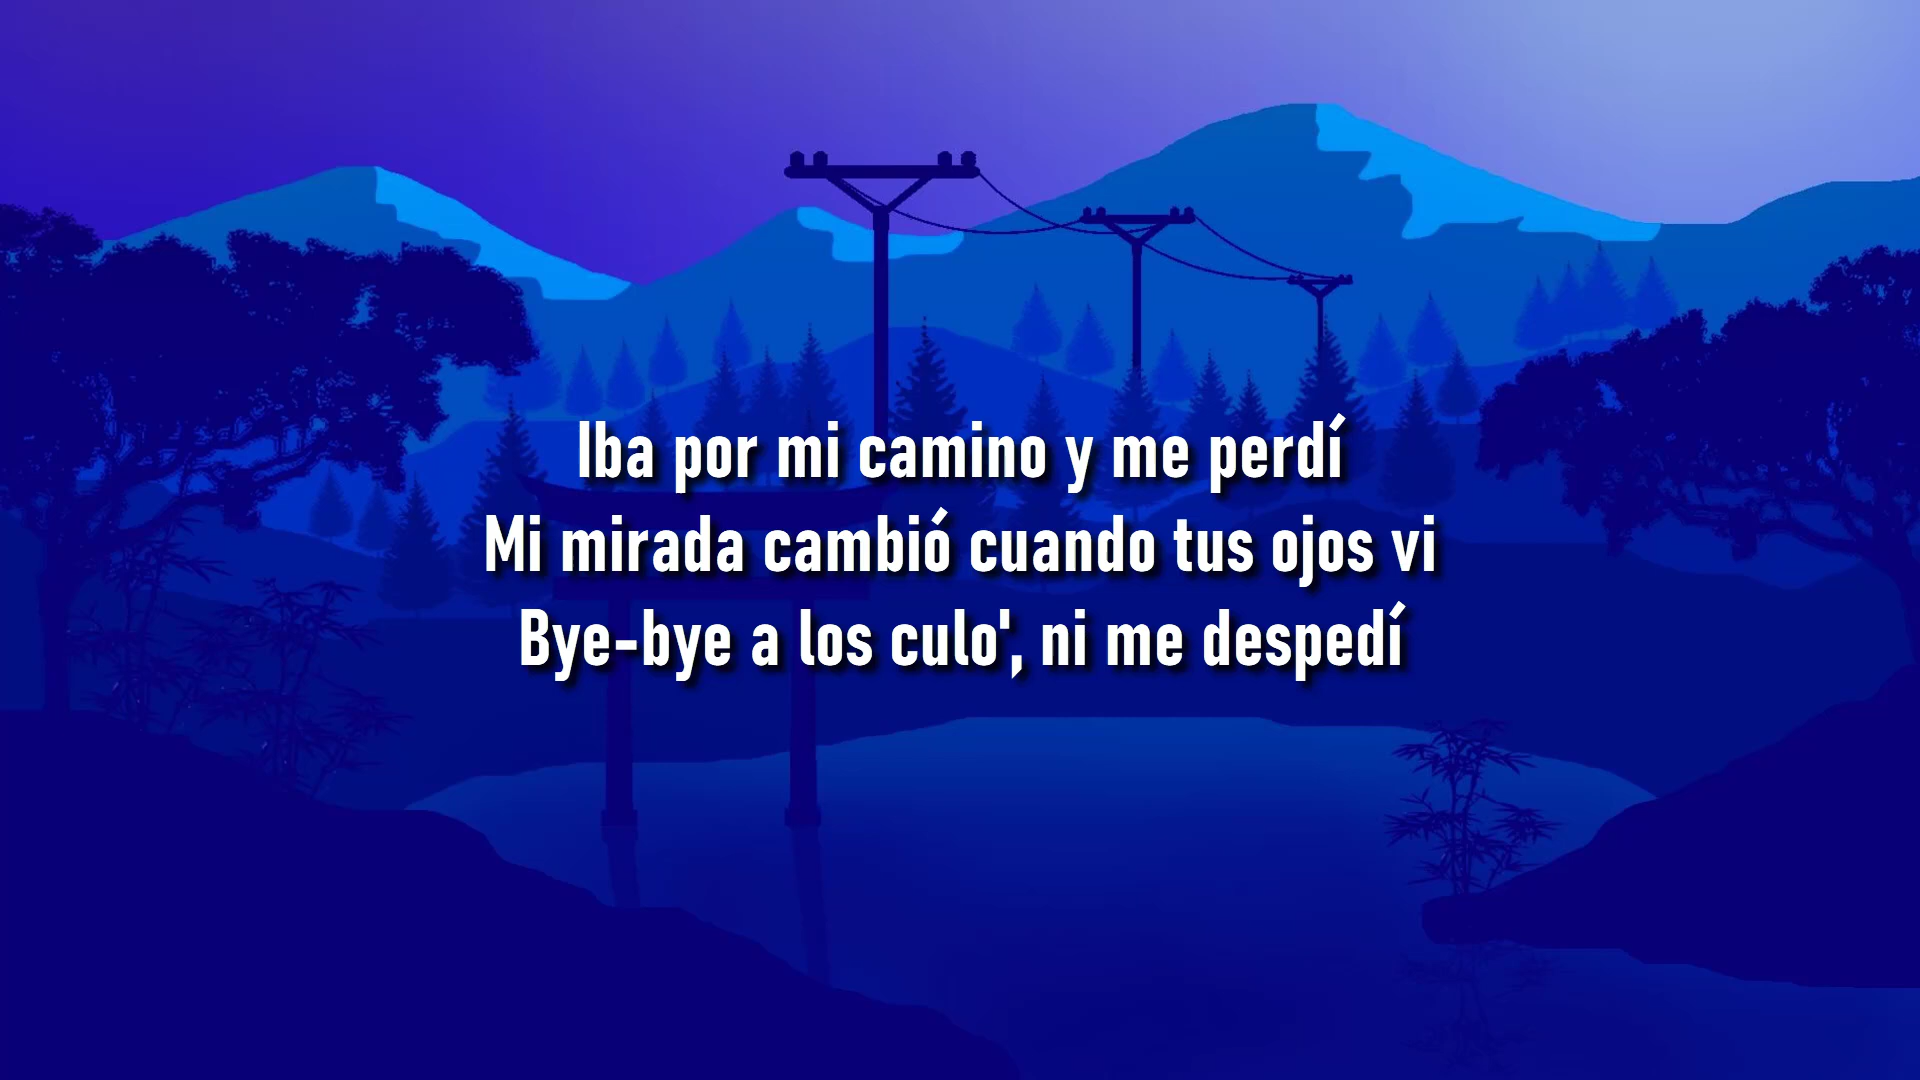 Iba por mi camino y me perdí
Mi mirada cambió cuando tus ojos vi
Bye-bye a los culo', ni me despedí